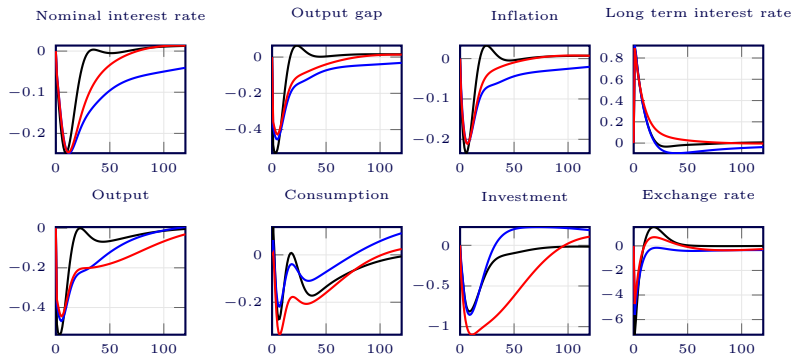 Nominal interest rate Output gap Inflation Long term interest rate
0 0 0 0.8
−0.1 −0.2 −0.1 0.6
−0.2 −0.4 −0.2 0.4
0.2
0
0 50 100 0 50 100 0 50 100 0 50 100
Output Consumption Investment Exchange rate
0 0 0 0
−0.2 −0.2 −0.5 −2
−0.4 −1 −4
−6
0 50 100 0 50 100 0 50 100 0 50 100